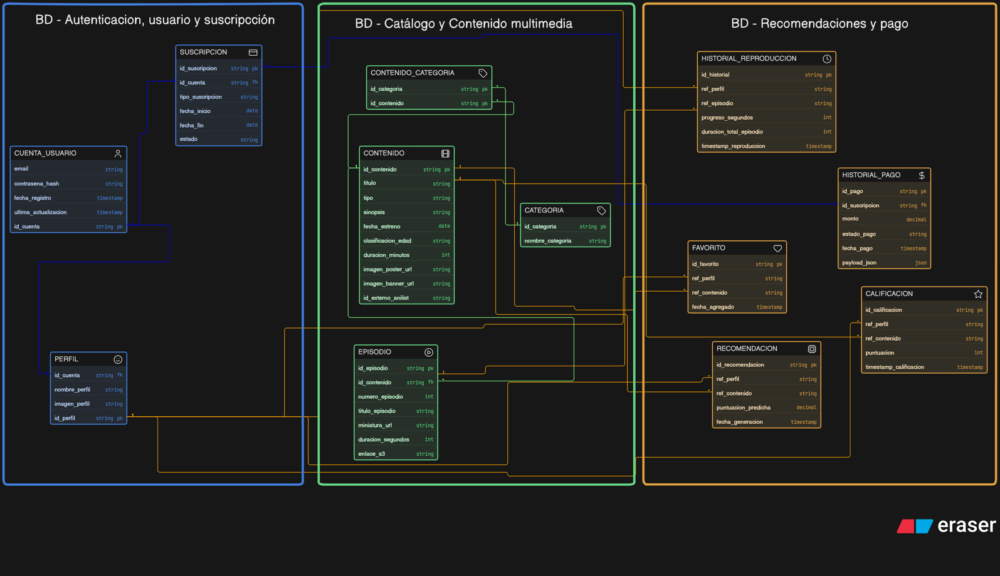 BD - Autenticacion, usuario y suscripcción
SUSCRIPCION
id_suscripcion string pk
id_cuenta string fk
tipo_suscripcion string
fecha_inicio date
fecha_fin date
estado string
CUENTA_USUARIO
email string
contrasena_hash string
fecha_registro timestamp
ultima_actualizacion timestamp
id_cuenta string pk
PERFIL
id_cuenta string fk
nombre_perfil string
imagen_perfil string
id_perfil string pk
1
BD - Catálogo y Contenido multimedia
CONTENIDO_CATEGORIA
id_categoria string pk
id_contenido string pk
*
*
CONTENIDO
1
id_contenido string pk
1
titulo string
1
tipo string
sinopsis string
fecha_estreno date
clasificacion_edad string
duracion_minutos int
imagen_poster_url string
imagen_banner_url string
id_externo_anilist string
CATEGORIA
1
id_categoria string pk
nombre_categoria string
EPISODIO
id_episodio string pk
1
id_contenido string fk
*
numero_episodio int
titulo_episodio string
miniatura_url string
duracion_segundos int
enlace_s3 string
BD - Recomendaciones y pago
HISTORIAL_REPRODUCCION
id_historial string pk
*
ref_perfil string
ref_episodio string
*
progreso_segundos int
duracion_total_episodio int
timestamp_reproduccion timestamp
HISTORIAL_PAGO
id_pago string pk
id_suscripcion string fk
monto decimal
estado_pago string
fecha_pago timestamp
payload_json json
FAVORITO
id_favorito string pk
*
ref_perfil string
*
ref_contenido string
fecha_agregado timestamp
CALIFICACION
id_calificacion string pk
*
ref_perfil string
*
ref_contenido string
puntuacion int
timestamp_calificacion timestamp
RECOMENDACION
id_recomendacion string pk
*
ref_perfil string
*
ref_contenido string
puntuacion_predicha decimal
fecha_generacion timestamp
eraser